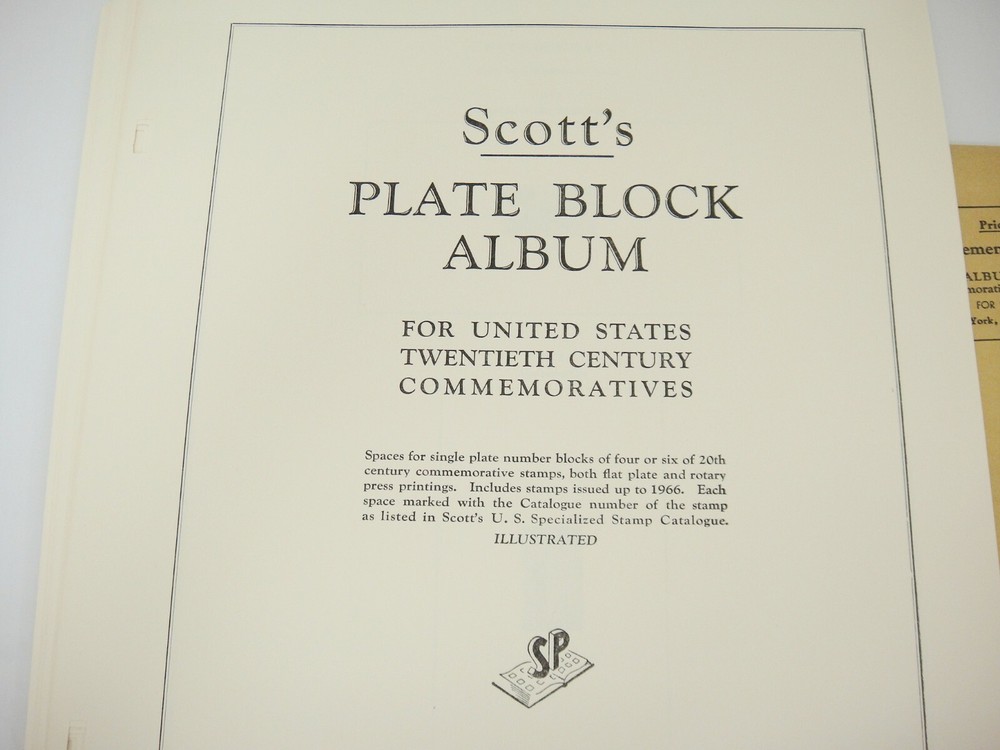 Scott's
PLATE BLOCK
ALBUM
FOR UNITED STATES
TWENTIETH CENTURY
COMMEMORATIVES
Spaces for single plate number blocks of four or six of 20th
century commemorative stamps, both flat plate and rotary
press printings. Includes stamps issued up to 1966. Each
space marked with the Catalogue number of the stamp
as listed in Scott's U. S. Specialized Stamp Catalogue.
ILLUSTRATED
SP
FOR
York,